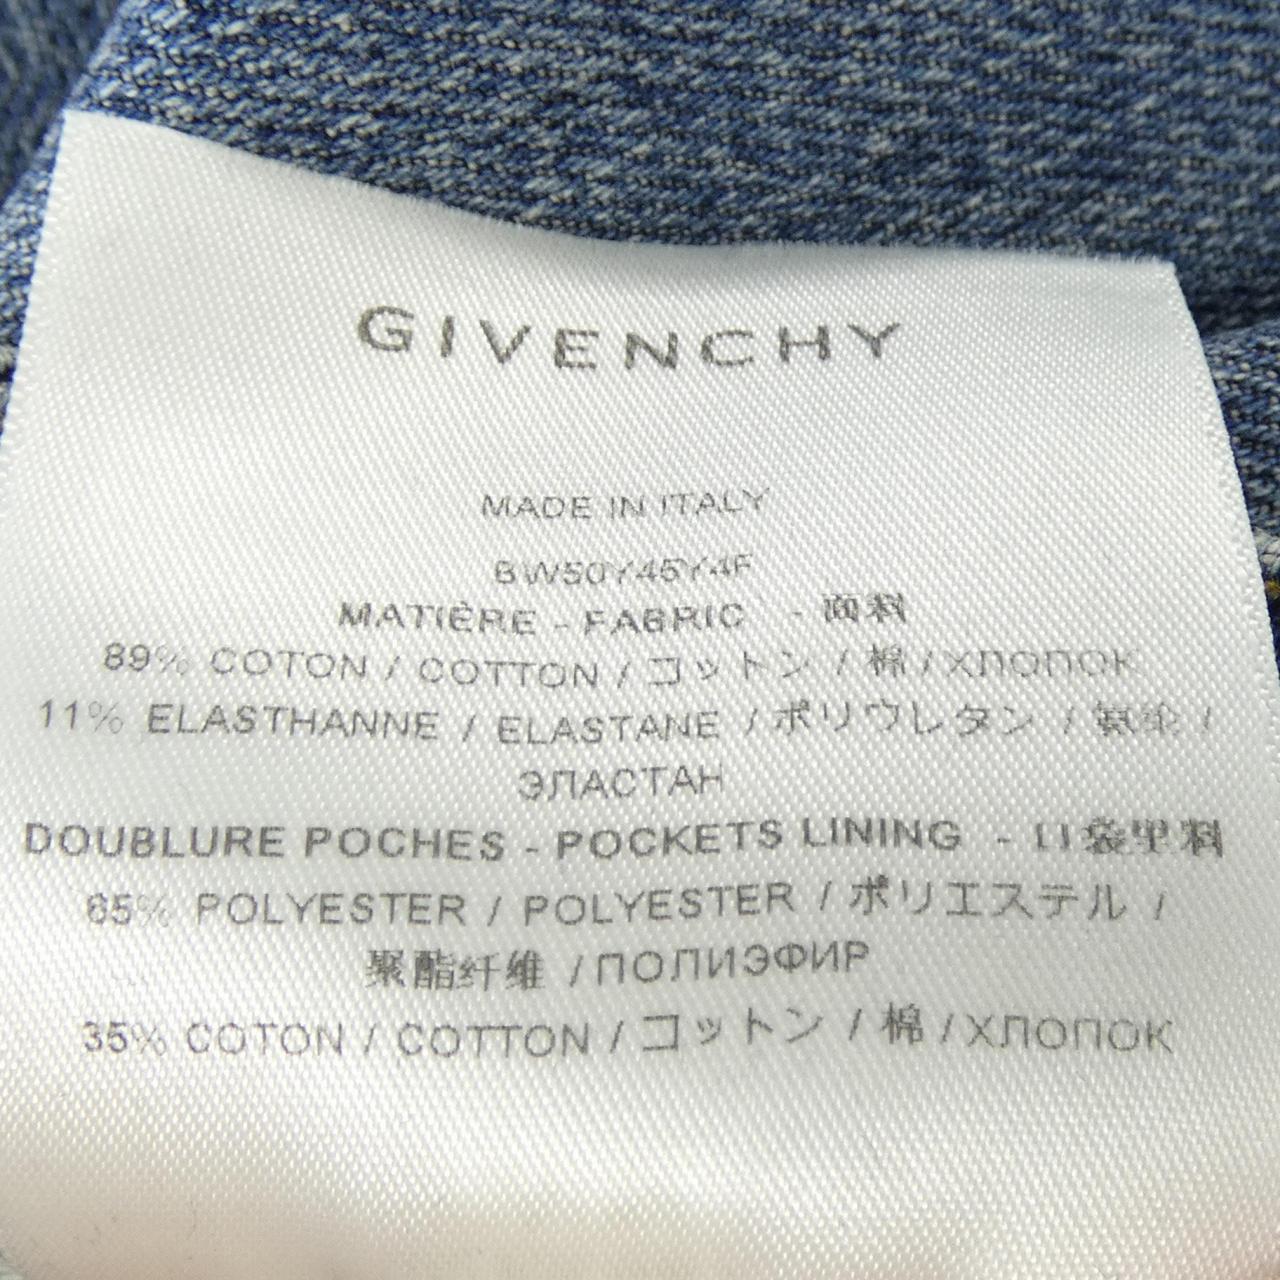 GIVENCHY
MADE IN ITALY
BW50Y45Y4F
MATIÈRE - FABRIC - 面料
89% COTON / COTTON / コットン / 棉 / ХЛОПОК
11% ELASTHANNE / ELASTANE / ポリウレタン / 氨纶 /
ЭЛАСТАН
DOUBLURE POCHES - POCKETS LINING - 口袋里料
65% POLYESTER / POLYESTER / ポリエステル /
聚酯纤维 / ПОЛИЭФИР
35% COTON / COTTON / コットン / 棉 / ХЛОПОК